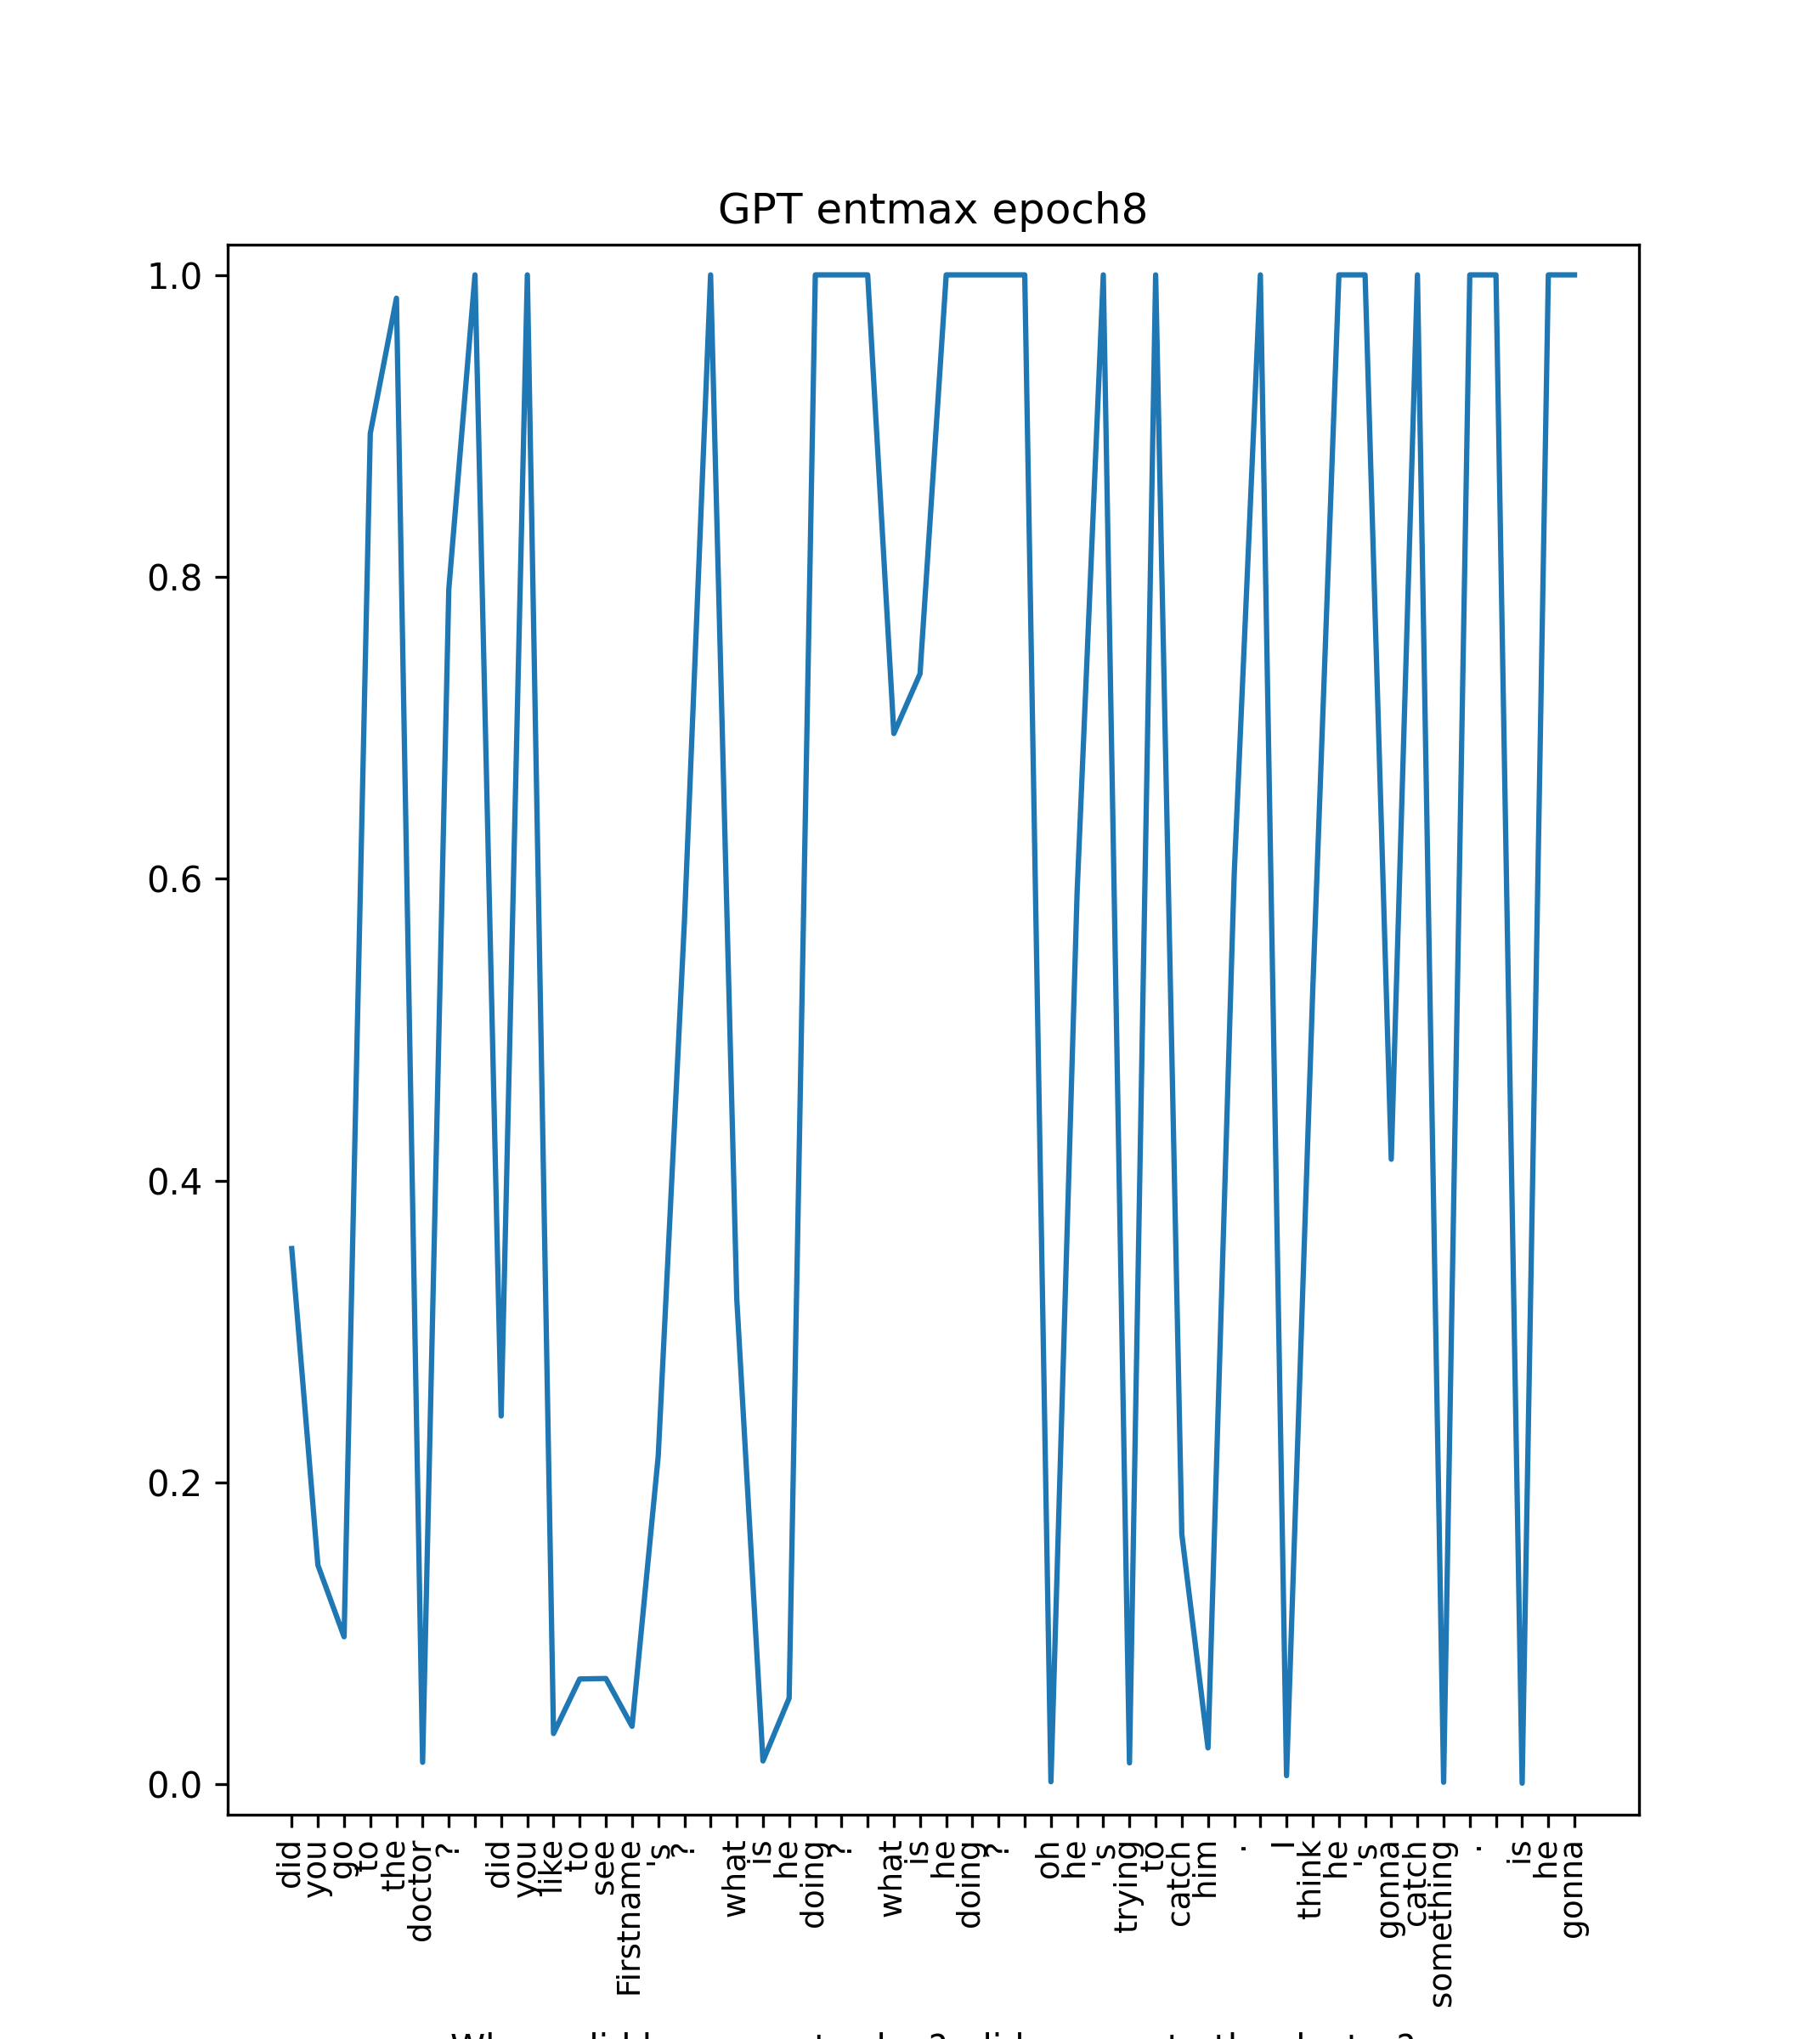 GPT entmax epoch8
1.0
0.8
0.6
0.4
0.2
0.0
did
you
go
to
the
doctor
?
did
you
like
to
see
Firstname
's
?
what
is
he
doing
?
what
is
he
doing
?
oh
he
's
trying
to
catch
him
.
I
think
he
's
gonna
catch
something
.
is
he
gonna